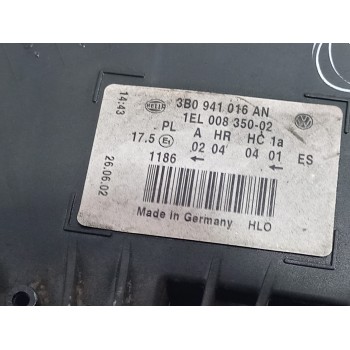 14:43
HELLA
3B0 941 016 AN
1EL 008 350-02
PL A HR HC 1a
17.5 E1 02 04 04 01 ES
1186 ←  ←
26.06.02
Made in Germany HLO